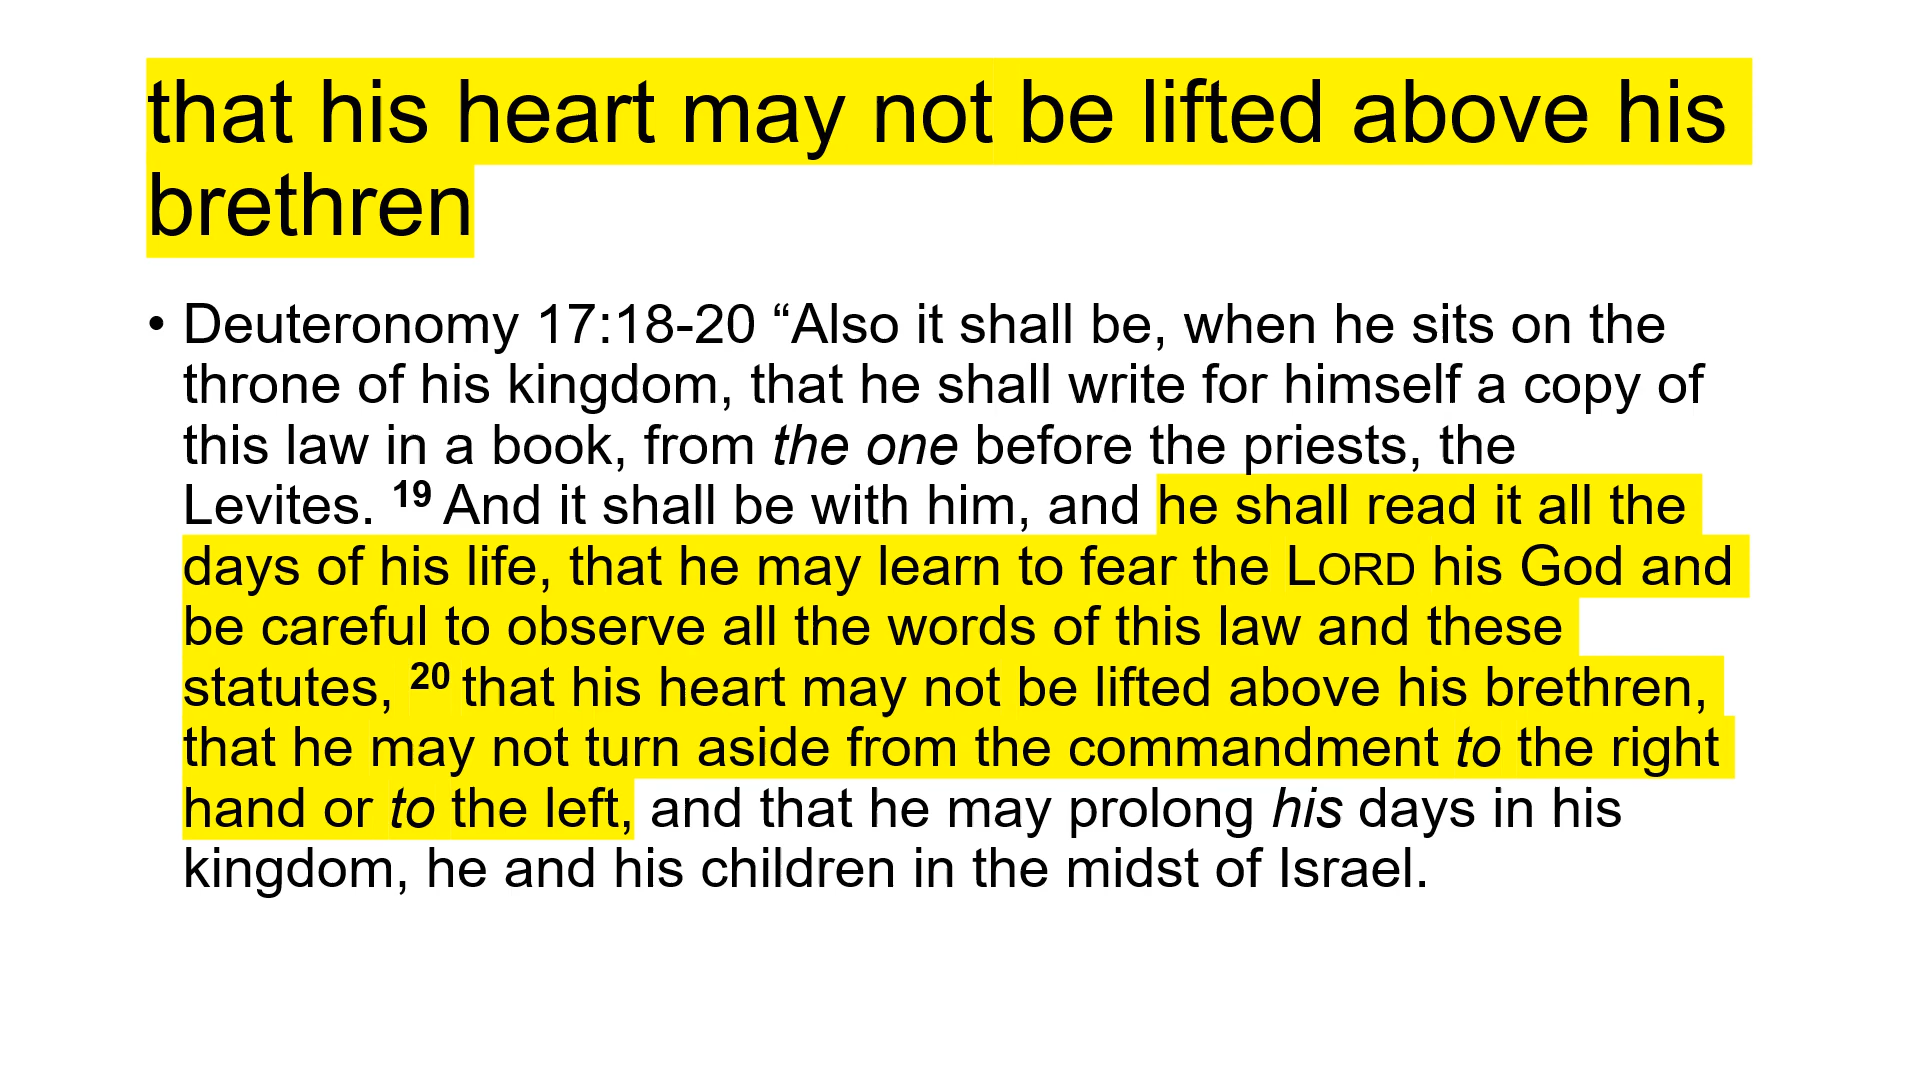 that his heart may not be lifted above his
brethren
• Deuteronomy 17:18-20 “Also it shall be, when he sits on the
throne of his kingdom, that he shall write for himself a copy of
this law in a book, from the one before the priests, the
Levites. 19 And it shall be with him, and he shall read it all the
days of his life, that he may learn to fear the LORD his God and
be careful to observe all the words of this law and these
statutes, 20 that his heart may not be lifted above his brethren,
that he may not turn aside from the commandment to the right
hand or to the left, and that he may prolong his days in his
kingdom, he and his children in the midst of Israel.